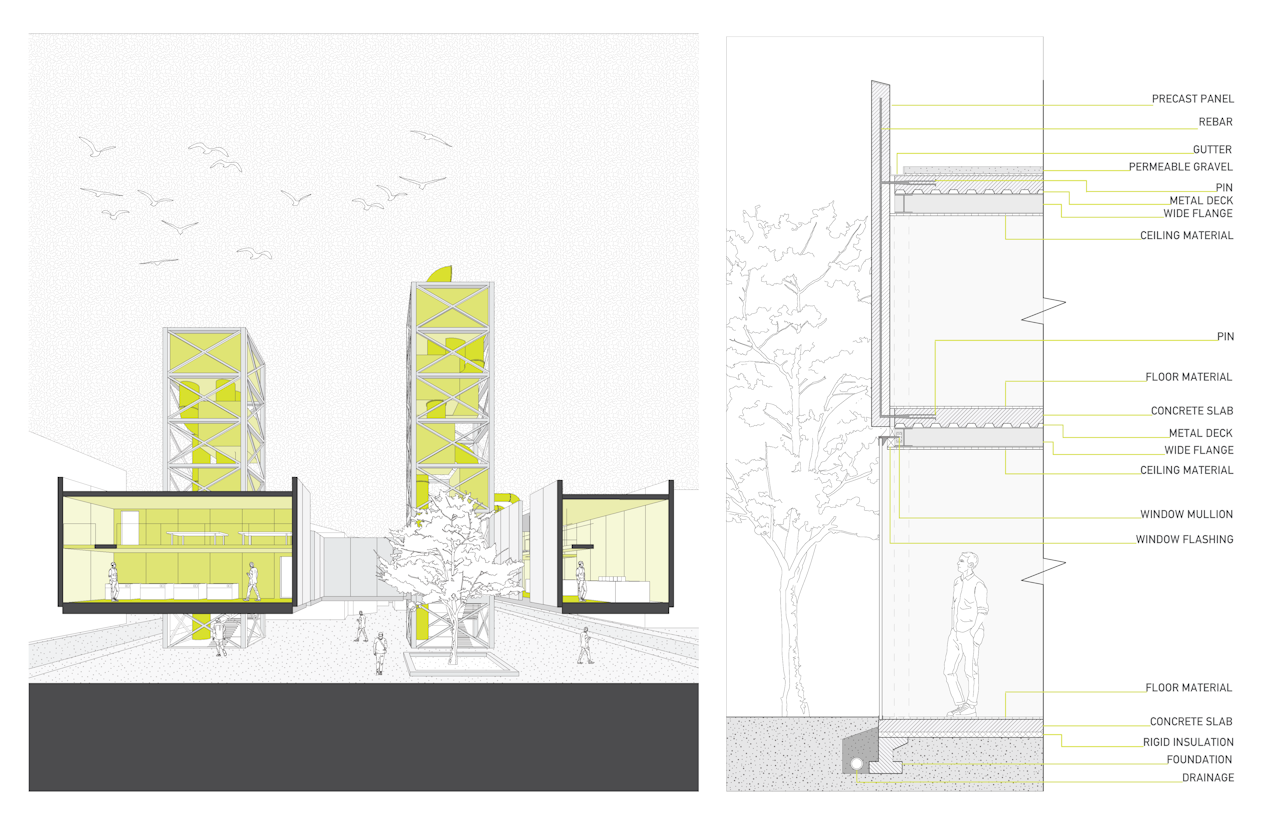 PRECAST PANEL
REBAR
GUTTER
PERMEABLE GRAVEL
PIN
METAL DECK
WIDE FLANGE
CEILING MATERIAL
PIN
FLOOR MATERIAL
CONCRETE SLAB
METAL DECK
WIDE FLANGE
CEILING MATERIAL
WINDOW MULLION
WINDOW FLASHING
FLOOR MATERIAL
CONCRETE SLAB
RIGID INSULATION
FOUNDATION
DRAINAGE